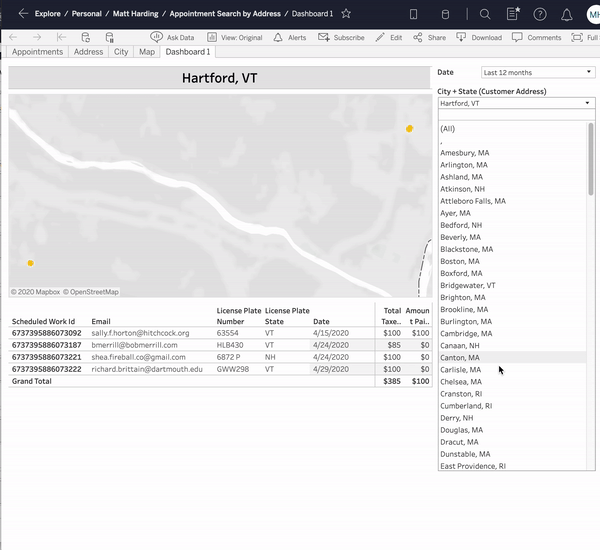 Explore / Personal / Matt Harding / Appointment Search by Address / Dashboard 1
MH
Ask Data View: Original Alerts Subscribe Edit Share Download Comments Full
Appointments Address City Map Dashboard 1
Hartford, VT
Date Last 12 months
City + State (Customer Address)
Hartford, VT
(All)
,
Amesbury, MA
Arlington, MA
Ashland, MA
Atkinson, NH
Attleboro Falls, MA
Ayer, MA
Bedford, NH
Beverly, MA
Blackstone, MA
Boston, MA
Boxford, MA
Bridgewater, VT
Brighton, MA
Brookline, MA
Burlington, MA
Cambridge, MA
Canaan, NH
Canton, MA
Carlisle, MA
Chelsea, MA
Cranston, RI
Cumberland, RI
Derry, NH
Douglas, MA
Dracut, MA
Dunstable, MA
East Providence, RI
© 2020 Mapbox © OpenStreetMap
License Plate License Plate Total Amoun
Scheduled Work Id Email Number State Date Taxe.. t Pai..
6737395886073092 sally.f.horton@hitchcock.org 63554 VT 4/15/2020 $100 $100
6737395886073187 bmerrill@bobmerrill.com HLB430 VT 4/24/2020 $85 $0
6737395886073221 shea.fireball.co@gmail.com 6872 P NH 4/24/2020 $100 $0
6737395886073222 richard.brittain@dartmouth.edu GWW298 VT 4/29/2020 $100 $0
Grand Total $385 $100